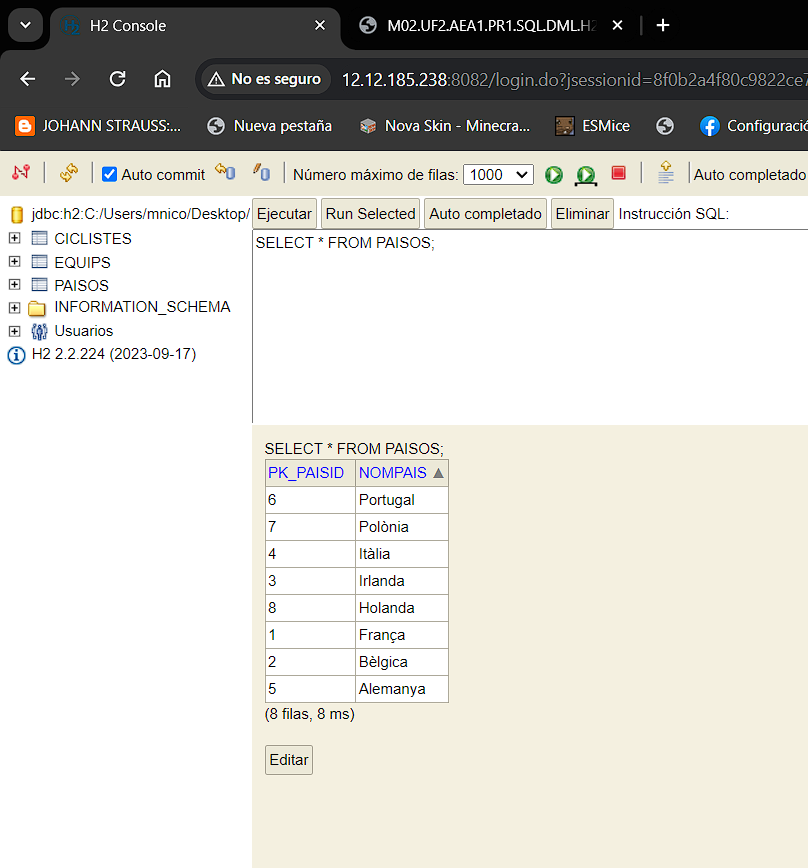 H2 Console
M02.UF2.AEA1.PR1.SQL.DML.H2
No es seguro 12.12.185.238:8082/login.do?jsessionid=8f0b2a4f80c9822ce7
JOHANN STRAUSS:... Nueva pestaña Nova Skin - Minecra... ESMice Configuració
Auto commit Número máximo de filas: 1000 Auto completado
jdbc:h2:C:/Users/mnico/Desktop/
CICLISTES
EQUIPS
PAISOS
INFORMATION_SCHEMA
Usuarios
H2 2.2.224 (2023-09-17)
Ejecutar Run Selected Auto completado Eliminar Instrucción SQL:
SELECT * FROM PAISOS;
SELECT * FROM PAISOS;
PK_PAISID NOMPAIS
6 Portugal
7 Polònia
4 Itàlia
3 Irlanda
8 Holanda
1 França
2 Bèlgica
5 Alemanya
(8 filas, 8 ms)
Editar